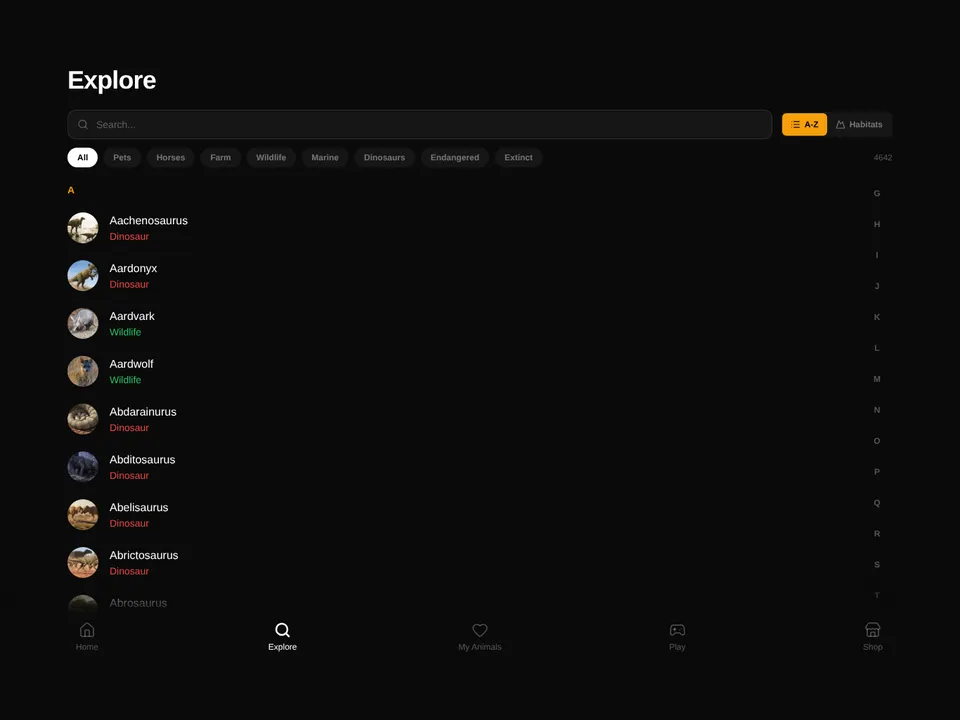 Explore
Search...
A-Z
Habitats
All
Pets
Horses
Farm
Wildlife
Marine
Dinosaurs
Endangered
Extinct
4642
A
Aachenosaurus
Dinosaur
Aardonyx
Dinosaur
Aardvark
Wildlife
Aardwolf
Wildlife
Abdarainurus
Dinosaur
Abditosaurus
Dinosaur
Abelisaurus
Dinosaur
Abrictosaurus
Dinosaur
Abrosaurus
G
H
I
J
K
L
M
N
O
P
Q
R
S
T
Home
Explore
My Animals
Play
Shop